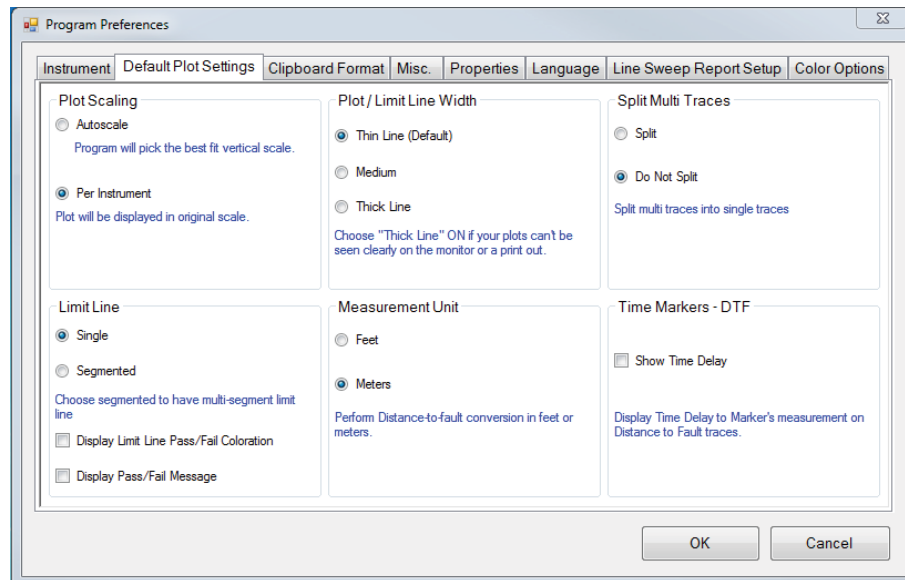 Program Preferences
Instrument Default Plot Settings Clipboard Format Misc. Properties Language Line Sweep Report Setup Color Options
Plot Scaling
Autoscale
Program will pick the best fit vertical scale.
Per Instrument
Plot will be displayed in original scale.
Plot / Limit Line Width
Thin Line (Default)
Medium
Thick Line
Choose "Thick Line" ON if your plots can't be
seen clearly on the monitor or a print out.
Split Multi Traces
Split
Do Not Split
Split multi traces into single traces
Limit Line
Single
Segmented
Choose segmented to have multi-segment limit
line
Display Limit Line Pass/Fail Coloration
Display Pass/Fail Message
Measurement Unit
Feet
Meters
Perform Distance-to-fault conversion in feet or
meters.
Time Markers - DTF
Show Time Delay
Display Time Delay to Marker's measurement on
Distance to Fault traces.
OK
Cancel